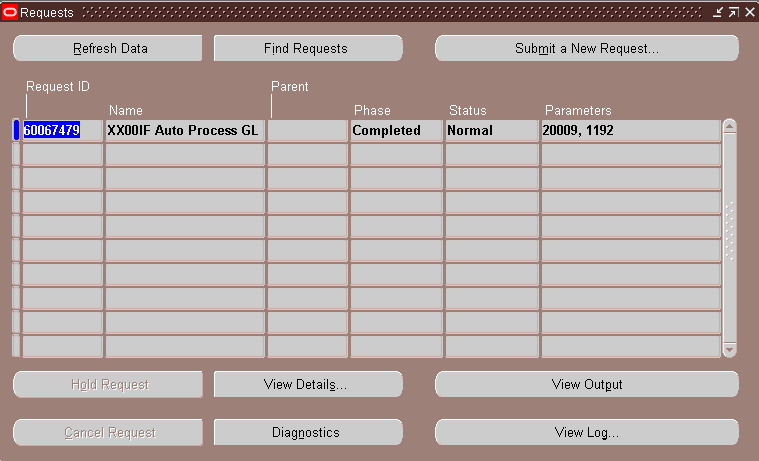 Requests
Refresh Data Find Requests Submit a New Request...
Request ID Parent
Name Phase Status Parameters
60067479 XX00IF Auto Process GL Completed Normal 20009, 1192
Hold Request View Details... View Output
Cancel Request Diagnostics View Log...